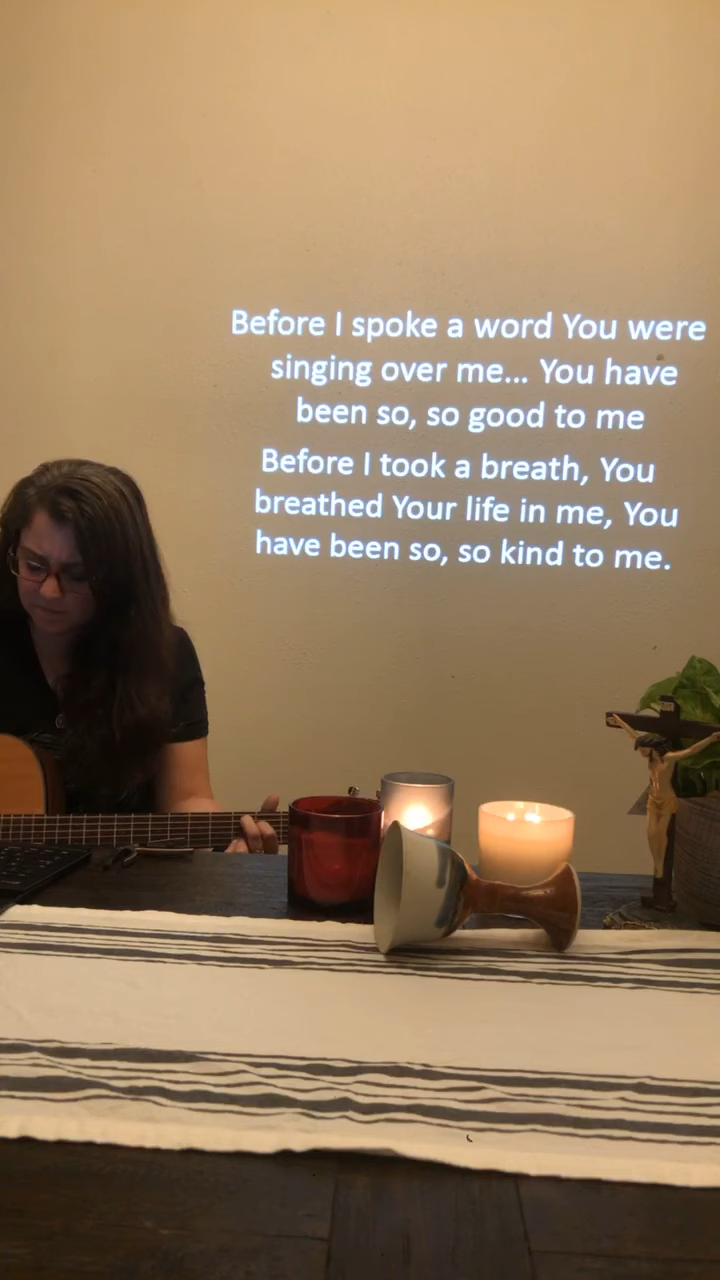 Before I spoke a word You were
singing over me... You have
been so, so good to me
Before I took a breath, You
breathed Your life in me, You
have been so, so kind to me.